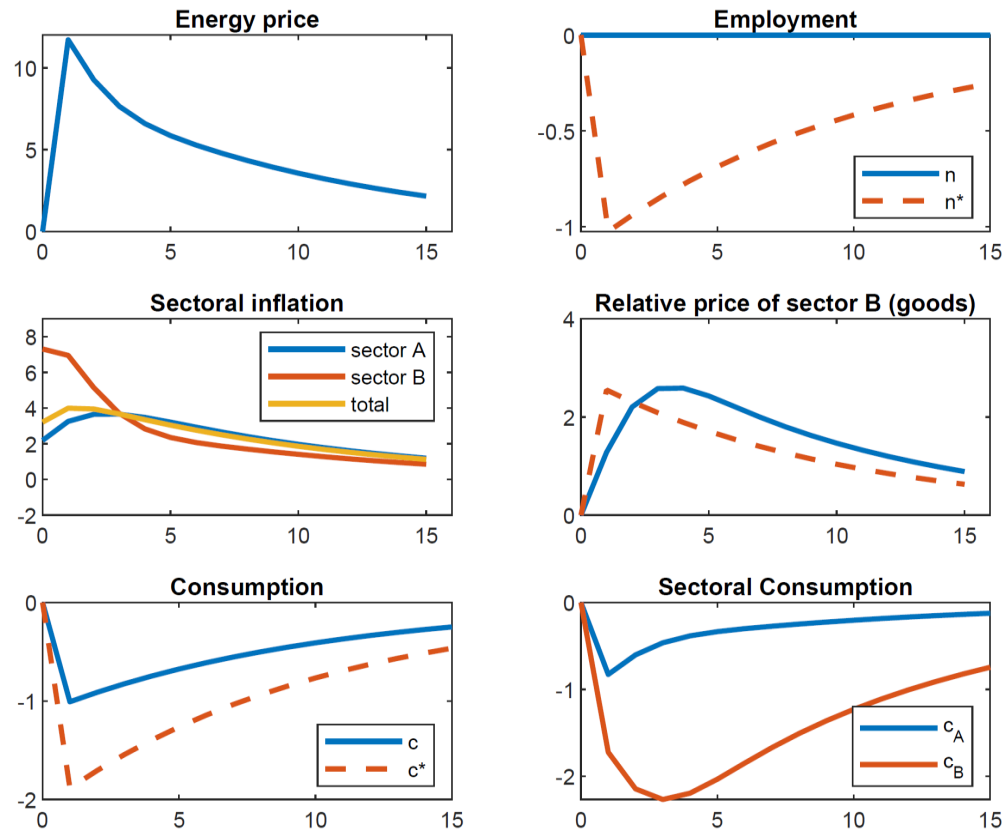 Energy price
10
5
0
0 5 10 15
Employment
0
-0.5
-1
n
n*
0 5 10 15
Sectoral inflation
8
6
4
2
0
-2
sector A
sector B
total
0 5 10 15
Relative price of sector B (goods)
4
2
0
0 5 10 15
Consumption
0
-1
-2
c
c*
0 5 10 15
Sectoral Consumption
0
-1
-2
c_A
c_B
0 5 10 15